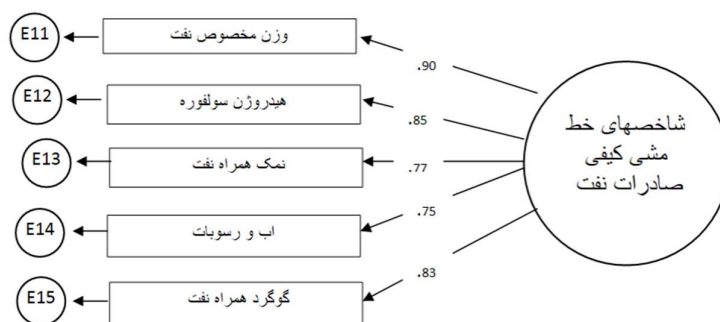 E11
وزن مخصوص نفت
.90
E12
هیدروژن سولفوره
.85
شاخصهای خط
مشی کیفی
صادرات نفت
E13
نمک همراه نفت
.77
E14
اب و رسوبات
.75
E15
گوگرد همراه نفت
.83